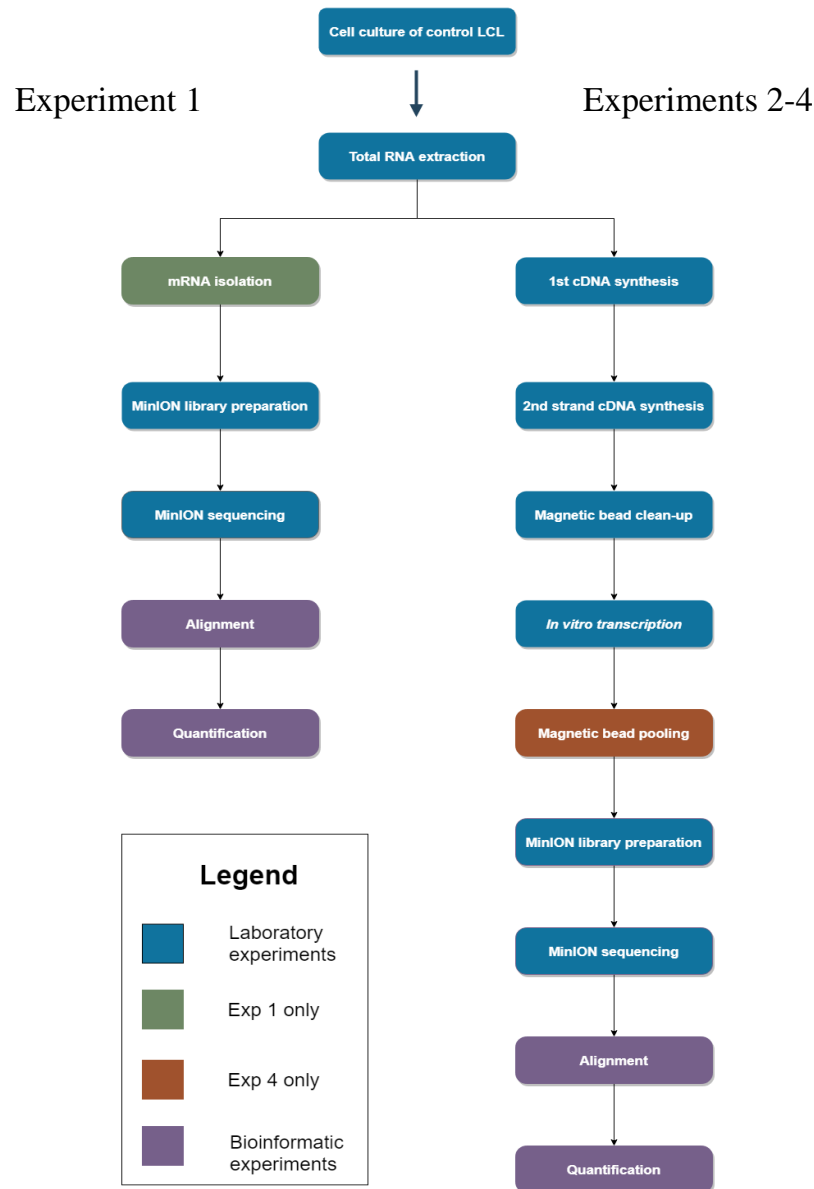 Cell culture of control LCL
Experiment 1
Experiments 2-4
Total RNA extraction
mRNA isolation
MinION library preparation
MinION sequencing
Alignment
Quantification
1st cDNA synthesis
2nd strand cDNA synthesis
Magnetic bead clean-up
In vitro transcription
Magnetic bead pooling
MinION library preparation
MinION sequencing
Alignment
Quantification
Legend
Laboratory
experiments
Exp 1 only
Exp 4 only
Bioinformatic
experiments